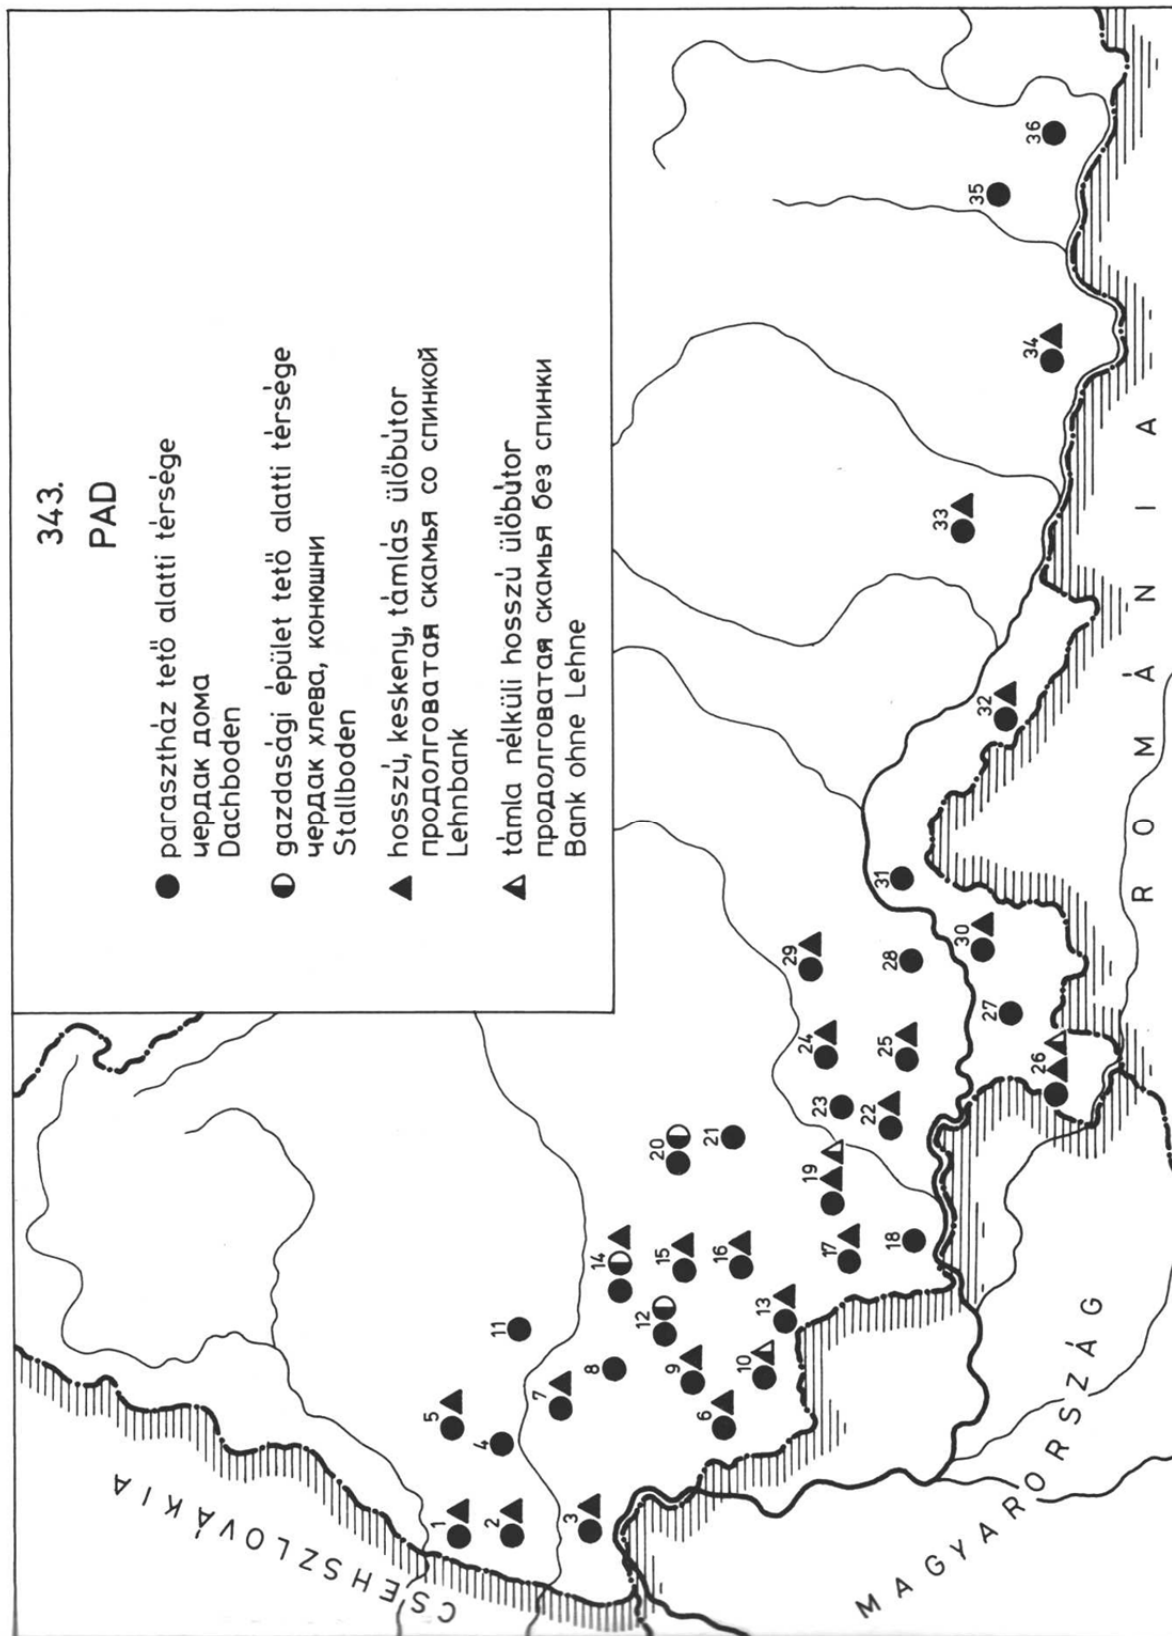 343.
PAD
parasztház tető alatti térsége
чердак дома
Dachboden
gazdasági épület tető alatti térsége
чердак хлева, конюшни
Stallboden
hosszú, keskeny, támlás ülőbútor
продолговатая скамья со спинкой
Lehnbank
támla nélküli hosszú ülőbútor
продолговатая скамья без спинки
Bank ohne Lehne
CSEHSZLOVÁKIA
MAGYARORSZÁG
ROMÁNIA
1
2
3
4
5
6
7
8
9
10
11
12
13
14
15
16
17
18
19
20
21
22
23
24
25
26
27
28
29
30
31
32
33
34
35
36